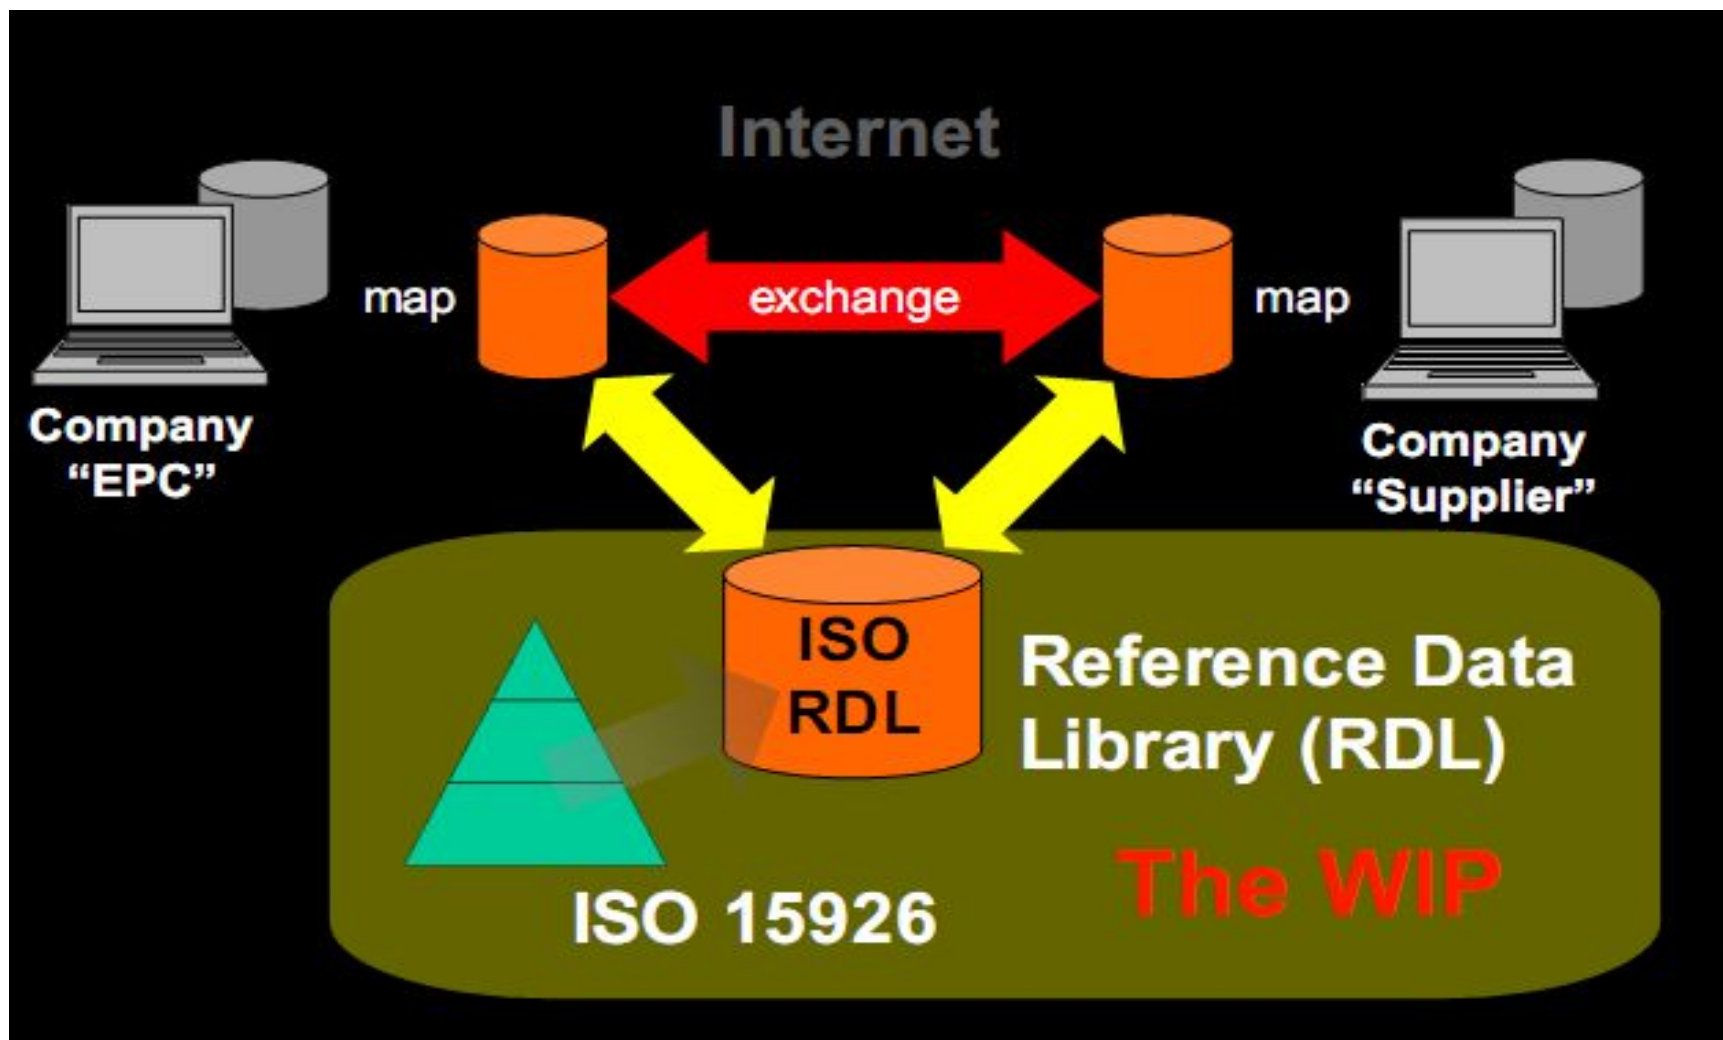 Internet
map
exchange
map
Company
“EPC”
Company
“Supplier”
ISO
RDL
Reference Data
Library (RDL)
The WIP
ISO 15926